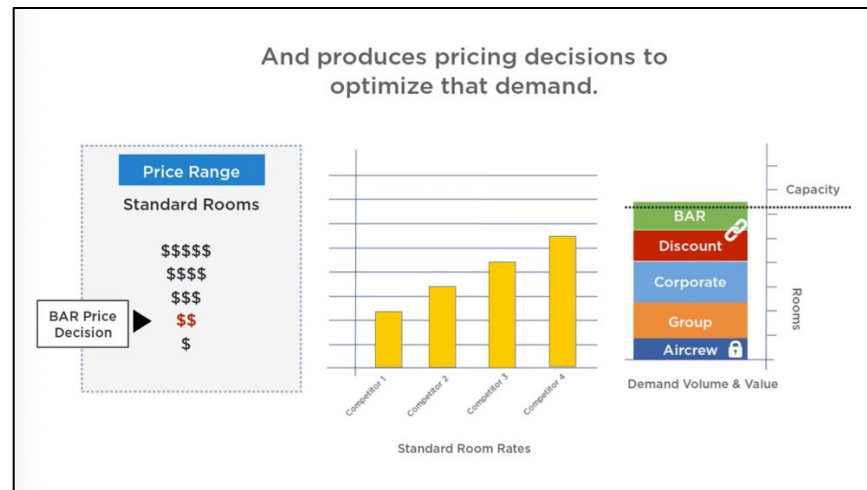 And produces pricing decisions to
optimize that demand.
Price Range
Standard Rooms
$$$$$
$$$$
$$$
$$
$
BAR Price
Decision
Competitor 1
Competitor 2
Competitor 3
Competitor 4
Standard Room Rates
Capacity
BAR
Discount
Corporate
Group
Aircrew
Rooms
Demand Volume & Value